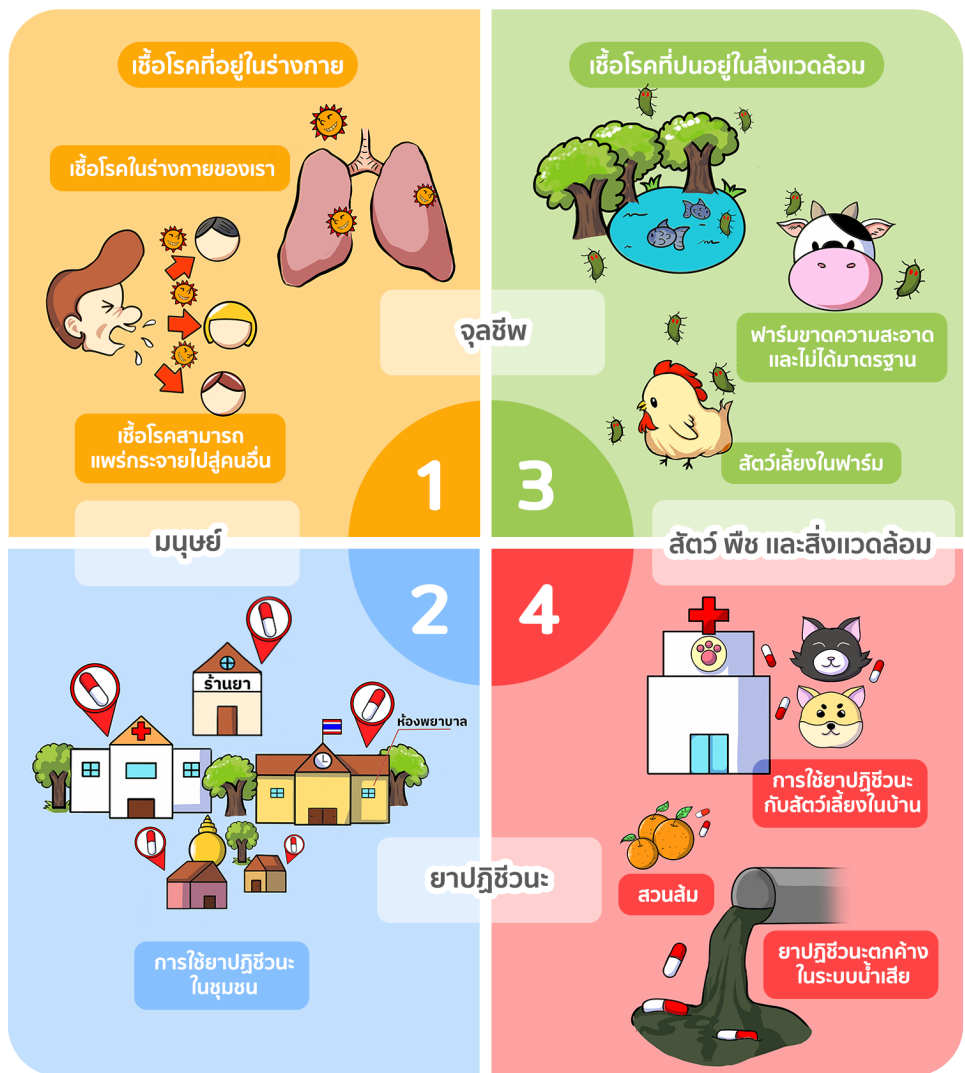 เชื้อโรคที่อยู่ในร่างกาย
เชื้อโรคในร่างกายของเรา
เชื้อโรคสามารถ
แพร่กระจายไปสู่คนอื่น
1
เชื้อโรคที่ปนอยู่ในสิ่งแวดล้อม
จุลชีพ
ฟาร์มขาดความสะอาด
และไม่ได้มาตรฐาน
สัตว์เลี้ยงในฟาร์ม
3
มนุษย์
สัตว์ พืช และสิ่งแวดล้อม
2
ร้านยา
ห้องพยาบาล
การใช้ยาปฏิชีวนะ
ในชุมชน
4
การใช้ยาปฏิชีวนะ
กับสัตว์เลี้ยงในบ้าน
ยาปฏิชีวนะ
สวนส้ม
ยาปฏิชีวนะตกค้าง
ในระบบน้ำเสีย